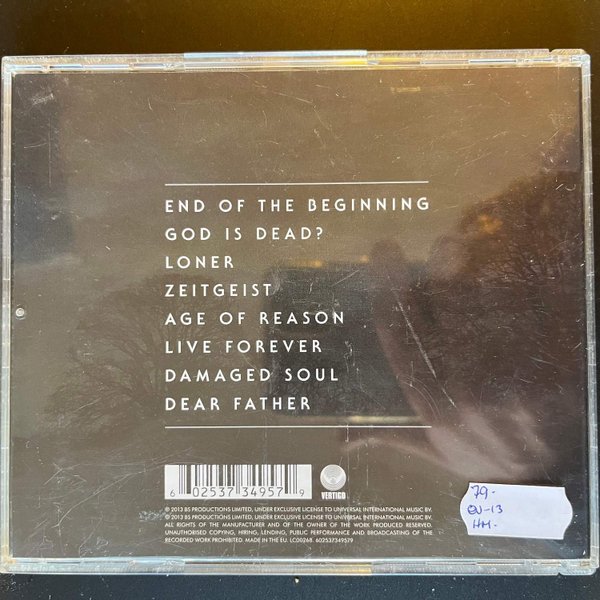 END OF THE BEGINNING
GOD IS DEAD?
LONER
ZEITGEIST
AGE OF REASON
LIVE FOREVER
DAMAGED SOUL
DEAR FATHER
6 02537 34957 9
VERTIGO
℗ 2013 BS PRODUCTIONS LIMITED, UNDER EXCLUSIVE LICENSE TO UNIVERSAL INTERNATIONAL MUSIC BV.
© 2013 BS PRODUCTIONS LIMITED, UNDER EXCLUSIVE LICENSE TO UNIVERSAL INTERNATIONAL MUSIC BV.
ALL RIGHTS OF THE MANUFACTURER AND OF THE OWNER OF THE WORK PRODUCED RESERVED.
UNAUTHORISED COPYING, HIRING, LENDING, PUBLIC PERFORMANCE AND BROADCASTING OF THE
RECORDED WORK PROHIBITED. MADE IN THE EU. LC00268. 602537349579
79-
EU-13
HM-